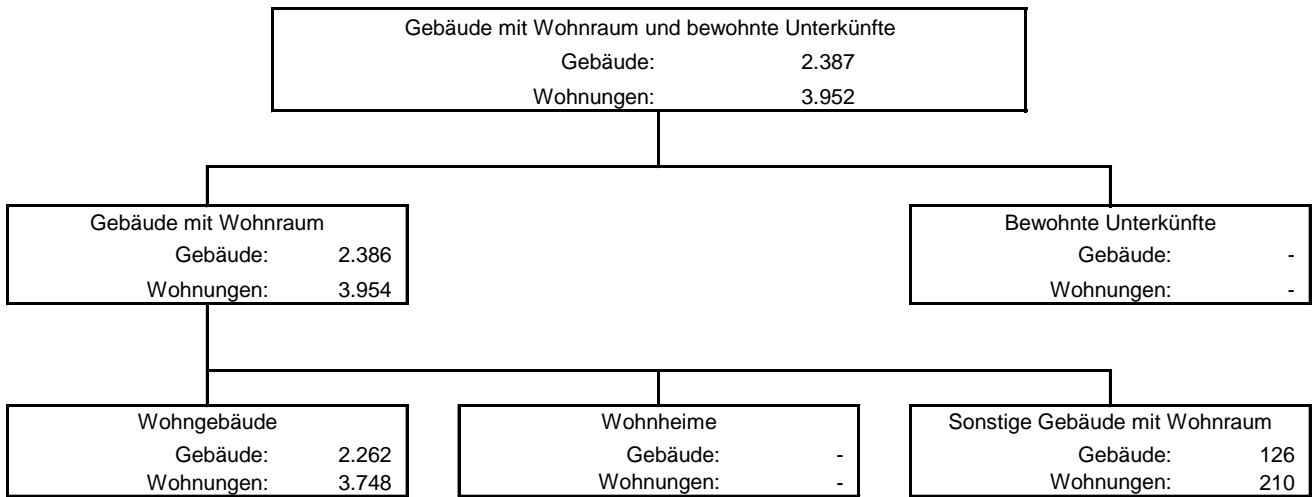 Gebäude mit Wohnraum und bewohnte Unterkünfte
Gebäude: 2.387
Wohnungen: 3.952
Gebäude mit Wohnraum
Gebäude: 2.386
Wohnungen: 3.954
Bewohnte Unterkünfte
Gebäude: -
Wohnungen: -
Wohngebäude
Gebäude: 2.262
Wohnungen: 3.748
Wohnheime
Gebäude: -
Wohnungen: -
Sonstige Gebäude mit Wohnraum
Gebäude: 126
Wohnungen: 210